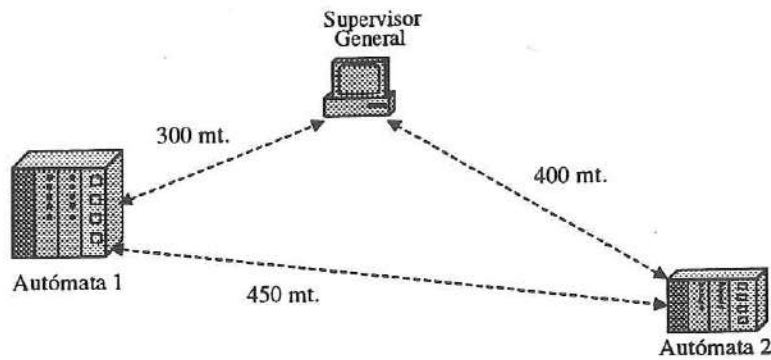 Supervisor
General
300 mt.
400 mt.
Autómata 1
450 mt.
Autómata 2